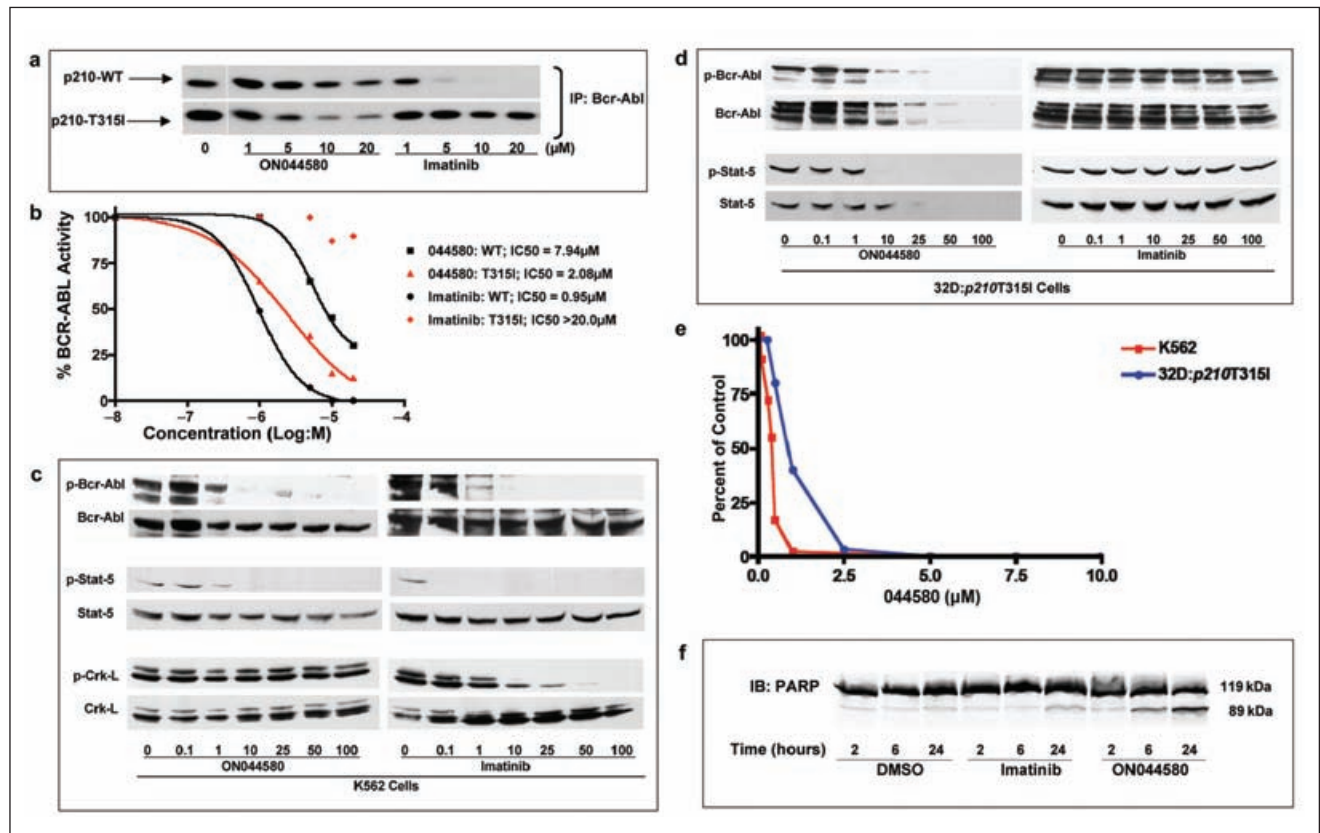 a
p210-WT
p210-T315I
IP: Bcr-Abl
0 1 5 10 20 1 5 10 20 (µM)
ON044580 Imatinib
b
% BCR-ABL Activity
100
75
50
25
0
–8 –7 –6 –5 –4
Concentration (Log:M)
044580: WT; IC50 = 7.94µM
044580: T315I; IC50 = 2.08µM
Imatinib: WT; IC50 = 0.95µM
Imatinib: T315I; IC50 >20.0µM
c
p-Bcr-Abl
Bcr-Abl
p-Stat-5
Stat-5
p-Crk-L
Crk-L
0 0.1 1 10 25 50 100 0 0.1 1 10 25 50 100
ON044580 Imatinib
K562 Cells
d
p-Bcr-Abl
Bcr-Abl
p-Stat-5
Stat-5
0 0.1 1 10 25 50 100 0 0.1 1 10 25 50 100
ON044580 Imatinib
32D:p210T315I Cells
e
Percent of Control
100
75
50
25
0
0.0 2.5 5.0 7.5 10.0
044580 (µM)
K562
32D:p210T315I
f
IB: PARP
119 kDa
89 kDa
Time (hours) 2 6 24 2 6 24 2 6 24
DMSO Imatinib ON044580